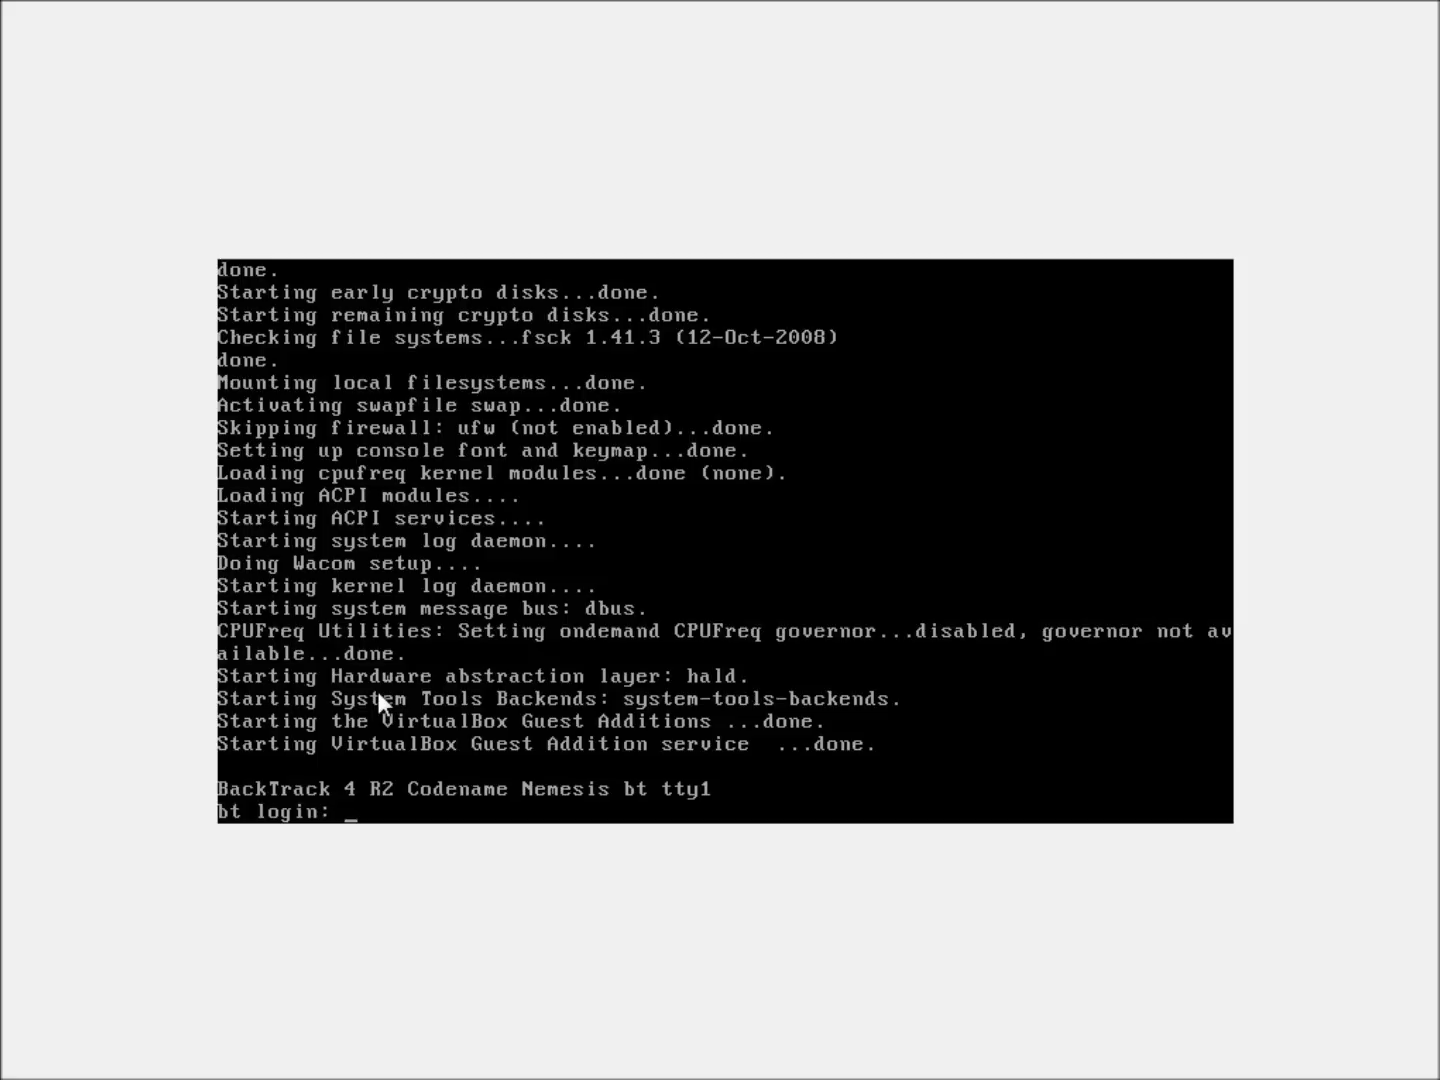 done.
Starting early crypto disks...done.
Starting remaining crypto disks...done.
Checking file systems...fsck 1.41.3 (12-Oct-2008)
done.
Mounting local filesystems...done.
Activating swapfile swap...done.
Skipping firewall: ufw (not enabled)...done.
Setting up console font and keymap...done.
Loading cpufreq kernel modules...done (none).
Loading ACPI modules....
Starting ACPI services....
Starting system log daemon....
Doing Wacom setup....
Starting kernel log daemon....
Starting system message bus: dbus.
CPUFreq Utilities: Setting ondemand CPUFreq governor...disabled, governor not av
ailable...done.
Starting Hardware abstraction layer: hald.
Starting System Tools Backends: system-tools-backends.
Starting the VirtualBox Guest Additions ...done.
Starting VirtualBox Guest Addition service  ...done.
BackTrack 4 R2 Codename Nemesis bt tty1
bt login: _